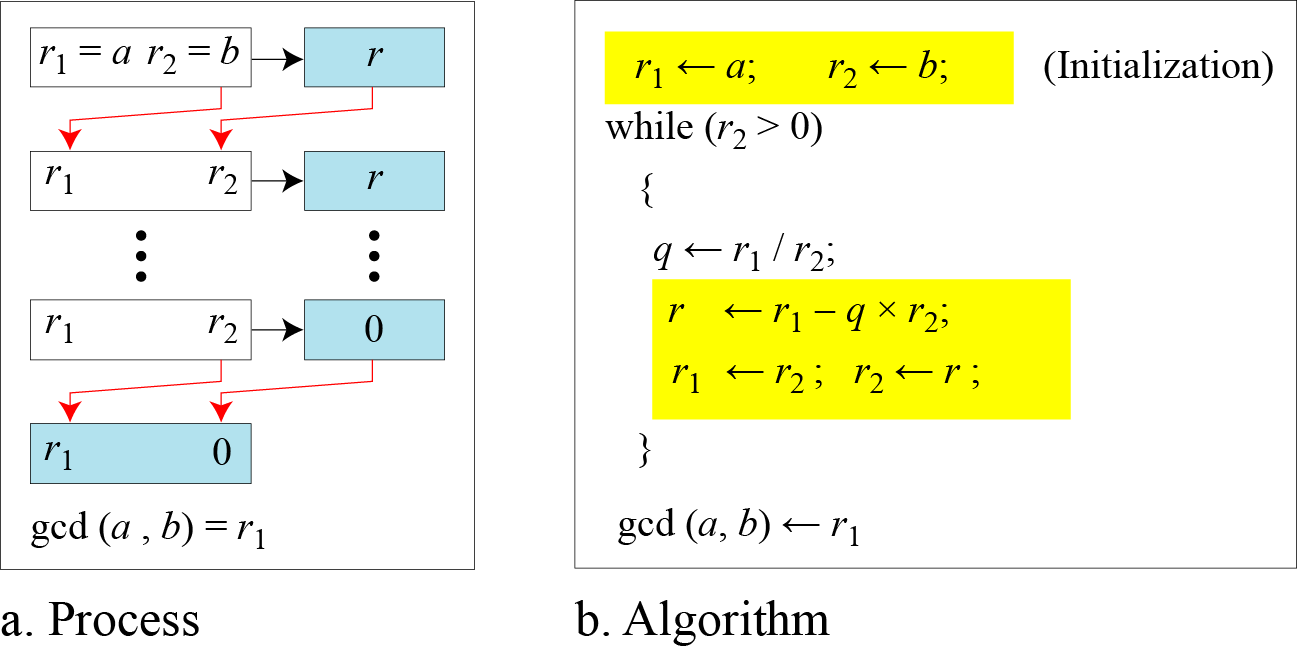 r₁ = a r₂ = b r
r₁ r₂ r
r₁ r₂ 0
r₁ 0
gcd (a , b) = r₁
a. Process
r₁ ← a; r₂ ← b; (Initialization)
while (r₂ > 0)
{
q ← r₁ / r₂;
r ← r₁ – q × r₂;
r₁ ← r₂ ; r₂ ← r ;
}
gcd (a, b) ← r₁
b. Algorithm